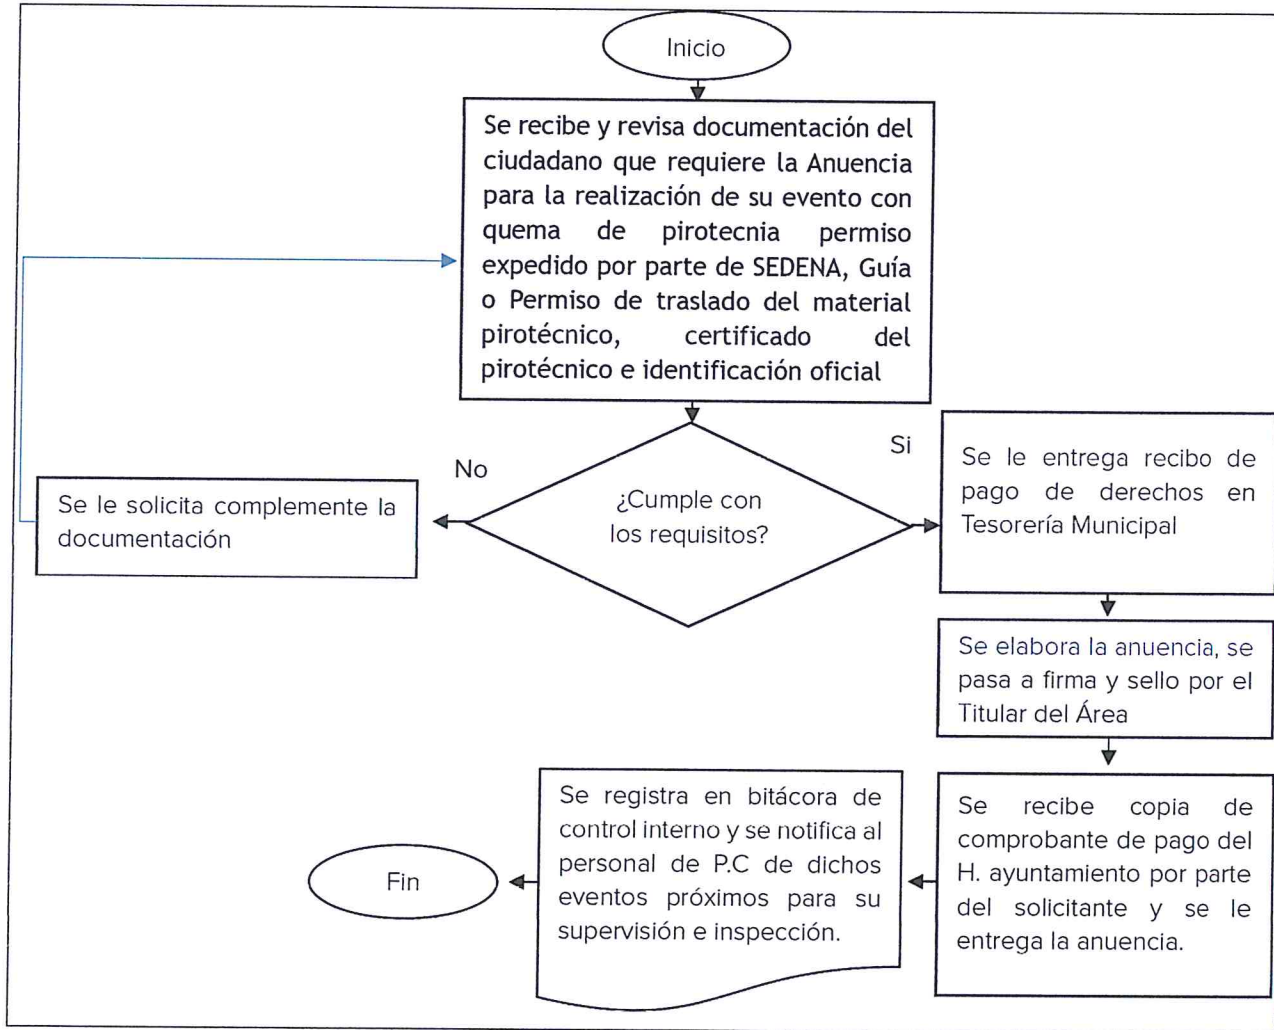 Inicio
Se recibe y revisa documentación del
ciudadano que requiere la Anuencia
para la realización de su evento con
quema de pirotecnia permiso
expedido por parte de SEDENA, Guía
o Permiso de traslado del material
pirotécnico, certificado del
pirotécnico e identificación oficial
¿Cumple con
los requisitos?
No
Se le solicita complemente la
documentación
Si
Se le entrega recibo de
pago de derechos en
Tesorería Municipal
Se elabora la anuencia, se
pasa a firma y sello por el
Titular del Área
Se recibe copia de
comprobante de pago del
H. ayuntamiento por parte
del solicitante y se le
entrega la anuencia.
Se registra en bitácora de
control interno y se notifica al
personal de P.C de dichos
eventos próximos para su
supervisión e inspección.
Fin